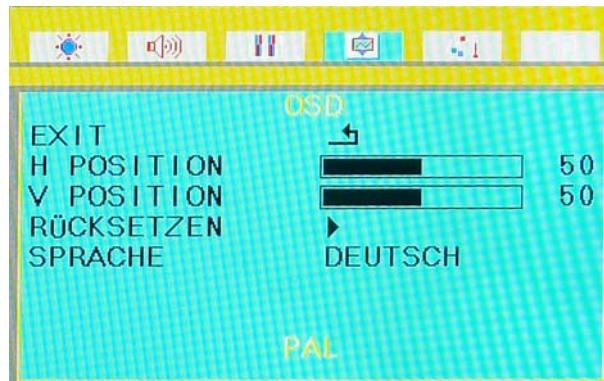 OSD
EXIT
H POSITION 50
V POSITION 50
RÜCKSETZEN
SPRACHE DEUTSCH
PAL